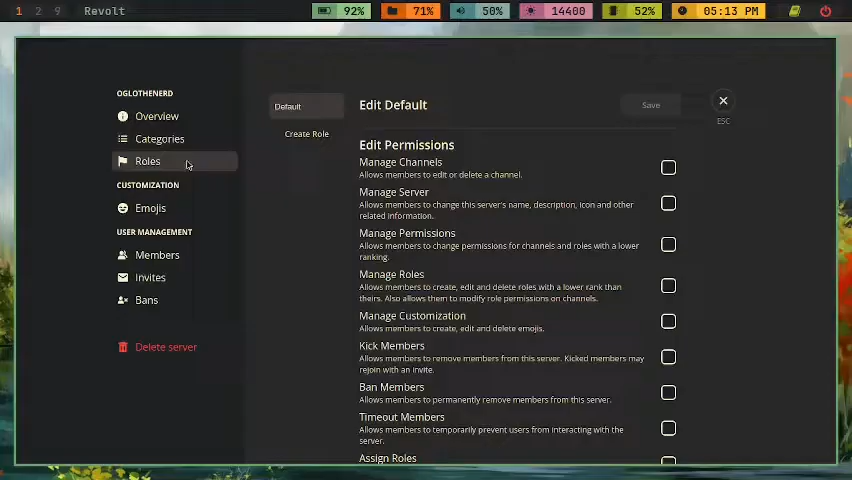 1 2 9 Revolt 92% 71% 50% 14400 52% 05:13 PM
OGLOTHENERD
Overview
Categories
Roles
CUSTOMIZATION
Emojis
USER MANAGEMENT
Members
Invites
Bans
Delete server
Default
Create Role
Edit Default
Save
ESC
Edit Permissions
Manage Channels
Allows members to edit or delete a channel.
Manage Server
Allows members to change this server's name, description, icon and other
related information.
Manage Permissions
Allows members to change permissions for channels and roles with a lower
ranking.
Manage Roles
Allows members to create, edit and delete roles with a lower rank than
theirs. Also allows them to modify role permissions on channels.
Manage Customization
Allows members to create, edit and delete emojis.
Kick Members
Allows members to remove members from this server. Kicked members may
rejoin with an invite.
Ban Members
Allows members to permanently remove members from this server.
Timeout Members
Allows members to temporarily prevent users from interacting with the
server.
Assign Roles